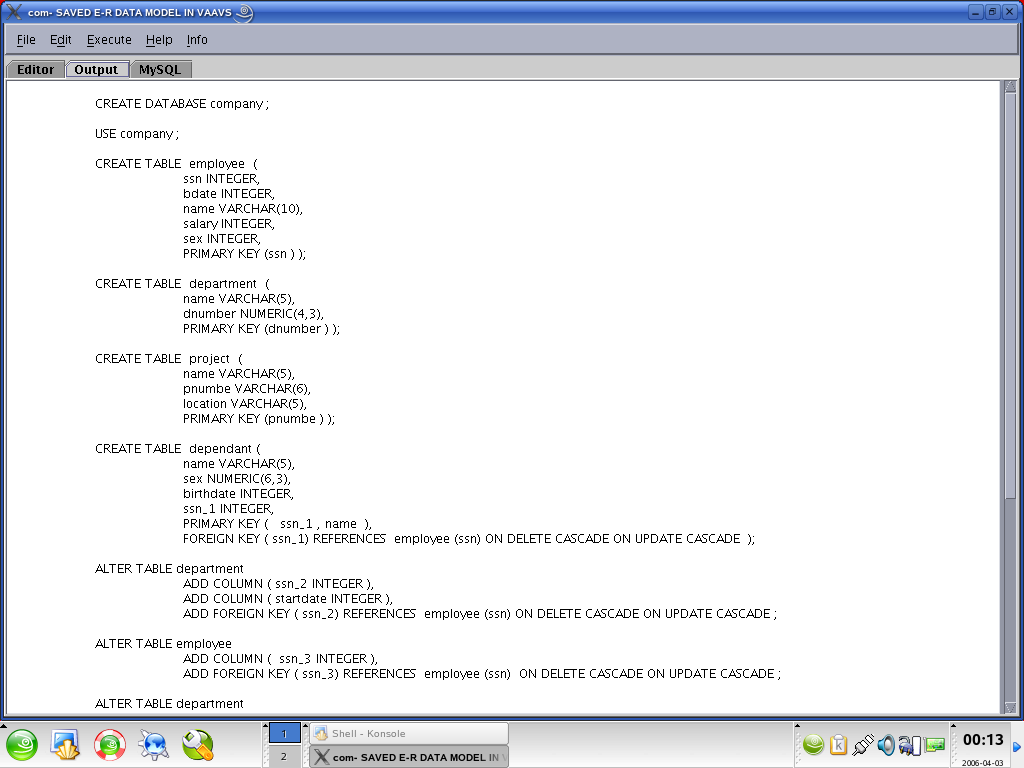 com- SAVED E-R DATA MODEL IN VAAVS
File Edit Execute Help Info
Editor Output MySQL
CREATE DATABASE company ;
USE company ;
CREATE TABLE employee (
ssn INTEGER,
bdate INTEGER,
name VARCHAR(10),
salary INTEGER,
sex INTEGER,
PRIMARY KEY (ssn ) );
CREATE TABLE department (
name VARCHAR(5),
dnumber NUMERIC(4,3),
PRIMARY KEY (dnumber ) );
CREATE TABLE project (
name VARCHAR(5),
pnumbe VARCHAR(6),
location VARCHAR(5),
PRIMARY KEY (pnumbe ) );
CREATE TABLE dependant (
name VARCHAR(5),
sex NUMERIC(6,3),
birthdate INTEGER,
ssn_1 INTEGER,
PRIMARY KEY ( ssn_1 , name ),
FOREIGN KEY ( ssn_1) REFERENCES employee (ssn) ON DELETE CASCADE ON UPDATE CASCADE );
ALTER TABLE department
ADD COLUMN ( ssn_2 INTEGER ),
ADD COLUMN ( startdate INTEGER ),
ADD FOREIGN KEY ( ssn_2) REFERENCES employee (ssn) ON DELETE CASCADE ON UPDATE CASCADE ;
ALTER TABLE employee
ADD COLUMN ( ssn_3 INTEGER ),
ADD FOREIGN KEY ( ssn_3) REFERENCES employee (ssn) ON DELETE CASCADE ON UPDATE CASCADE ;
ALTER TABLE department
1
2
Shell - Konsole
com- SAVED E-R DATA MODEL IN V
00:13
2006-04-03